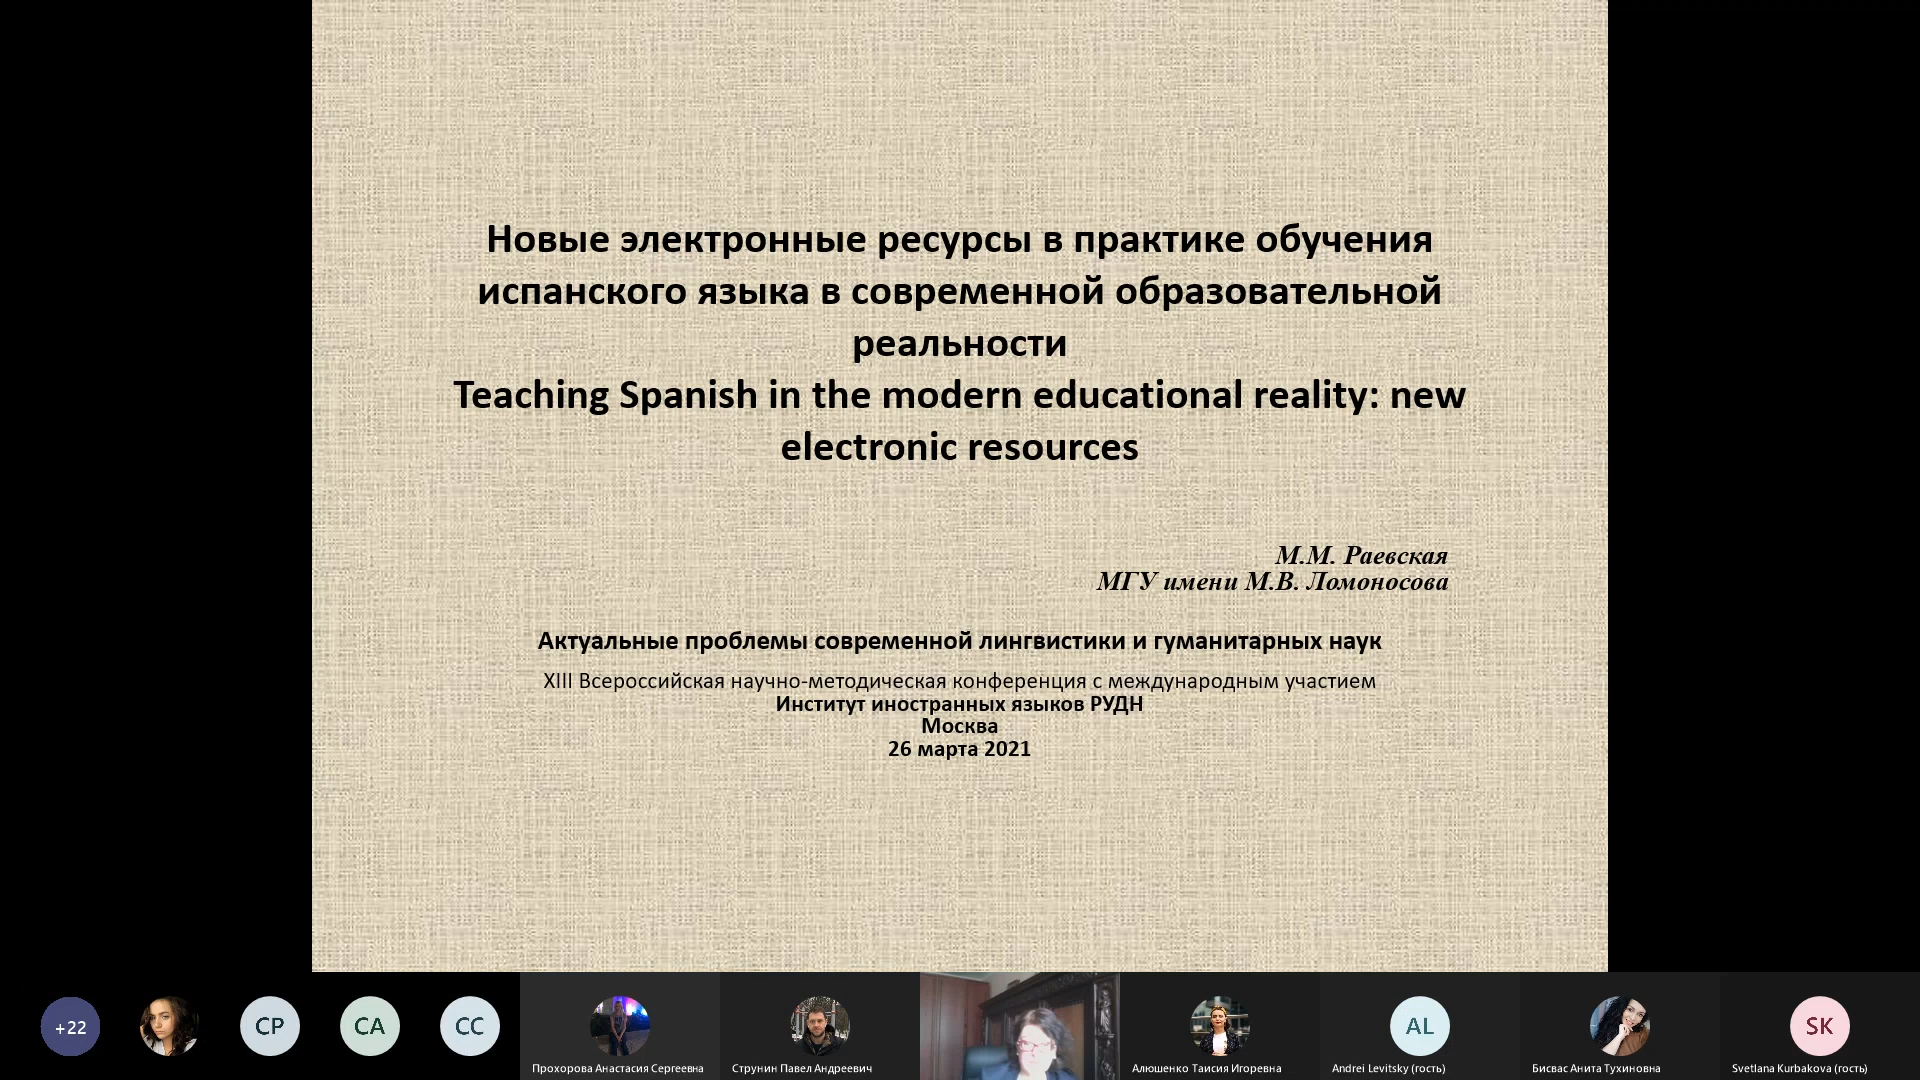 Новые электронные ресурсы в практике обучения
испанского языка в современной образовательной
реальности
Teaching Spanish in the modern educational reality: new
electronic resources
М.М. Раевская
МГУ имени М.В. Ломоносова
Актуальные проблемы современной лингвистики и гуманитарных наук
XIII Всероссийская научно-методическая конференция с международным участием
Институт иностранных языков РУДН
Москва
26 марта 2021
+22
СР
СА
СС
AL
SK
Прохорова Анастасия Сергеевна
Струнин Павел Андреевич
Алюшенко Таисия Игоревна
Andrei Levitsky (гость)
Бисвас Анита Тухиновна
Svetlana Kurbakova (гость)